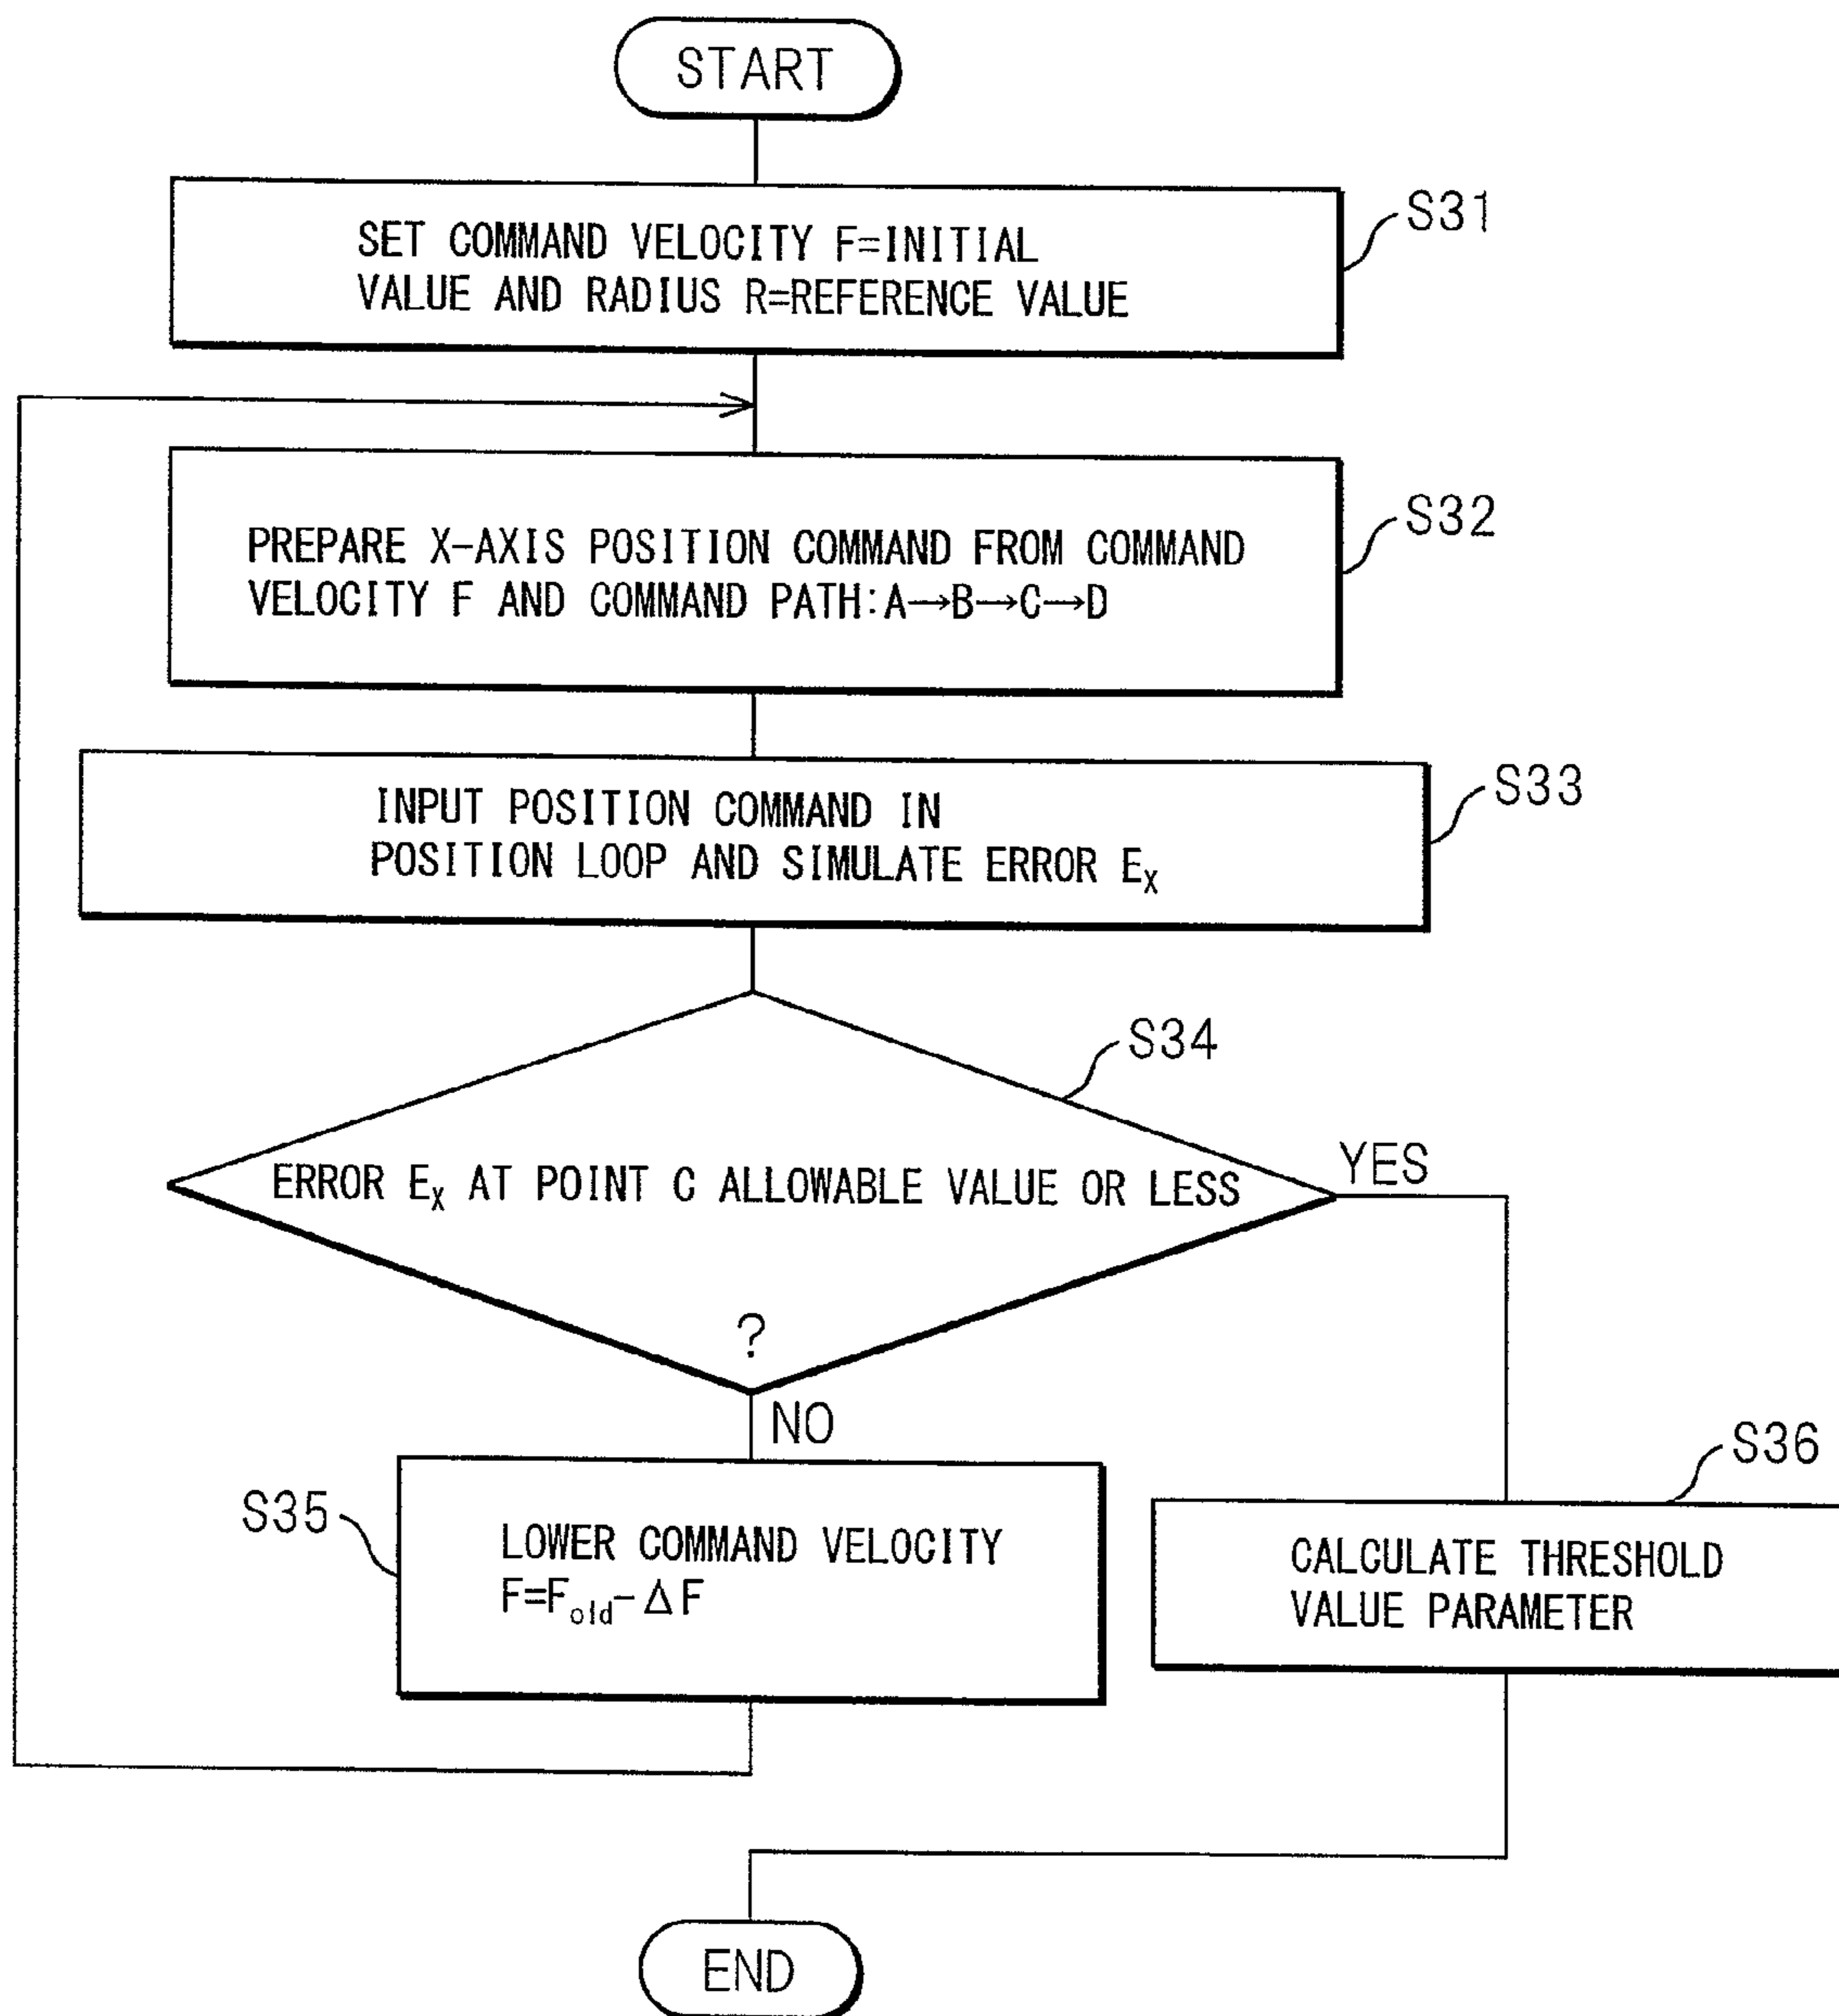 START
S31
SET COMMAND VELOCITY F=INITIAL
VALUE AND RADIUS R=REFERENCE VALUE
S32
PREPARE X-AXIS POSITION COMMAND FROM COMMAND
VELOCITY F AND COMMAND PATH:A→B→C→D
S33
INPUT POSITION COMMAND IN
POSITION LOOP AND SIMULATE ERROR Ex
S34
ERROR Ex AT POINT C ALLOWABLE VALUE OR LESS
?
YES
NO
S35
LOWER COMMAND VELOCITY
F=Fold-ΔF
S36
CALCULATE THRESHOLD
VALUE PARAMETER
END